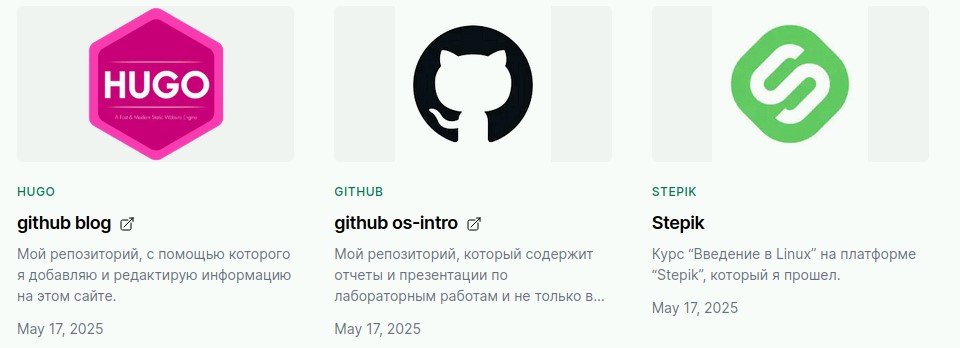 HUGO
A Fast & Modern Static Website Engine
HUGO
github blog
Мой репозиторий, с помощью которого
я добавляю и редактирую информацию
на этом сайте.
May 17, 2025
GITHUB
github os-intro
Мой репозиторий, который содержит
отчеты и презентации по
лабораторным работам и не только в...
May 17, 2025
STEPIK
Stepik
Курс “Введение в Linux” на платформе
“Stepik”, который я прошел.
May 17, 2025